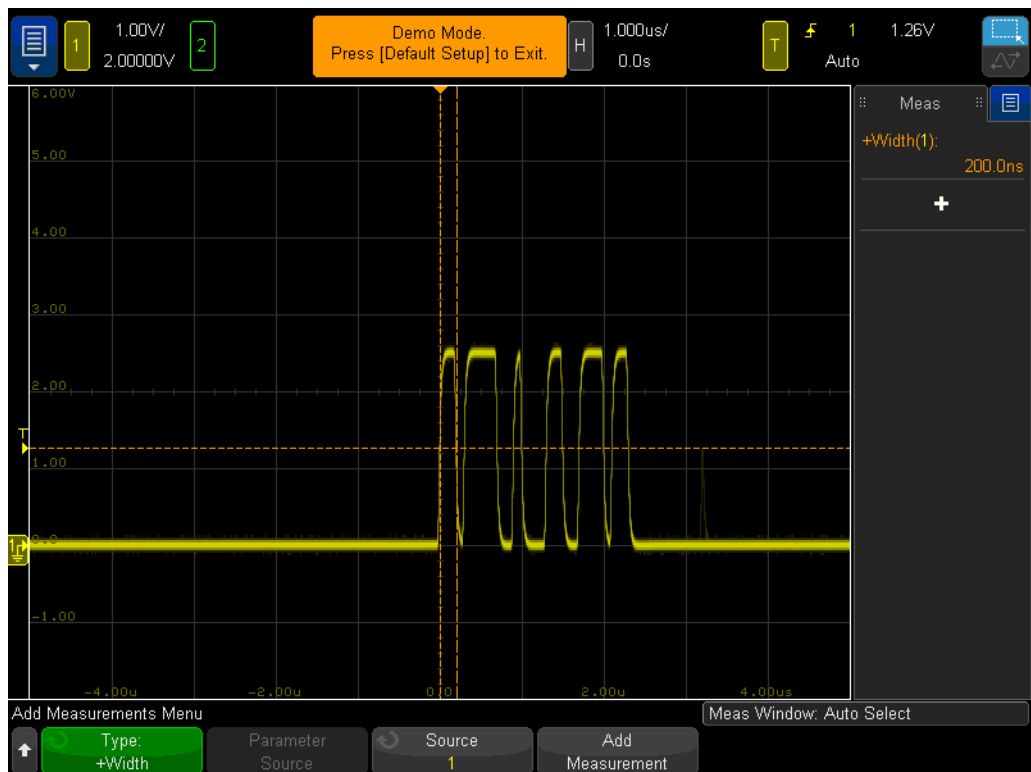 1
1.00V/
2.00000V
2
Demo Mode.
Press [Default Setup] to Exit.
H
1.000us/
0.0s
T
1
Auto
1.26V
Meas
+Width(1):
200.0ns
+
6.00V
5.00
4.00
3.00
2.00
T
1.00
1
0.0
-1.00
-4.00u
-2.00u
0.0
2.00u
4.00us
Add Measurements Menu
Meas Window: Auto Select
Type:
+Width
Parameter
Source
Source
1
Add
Measurement